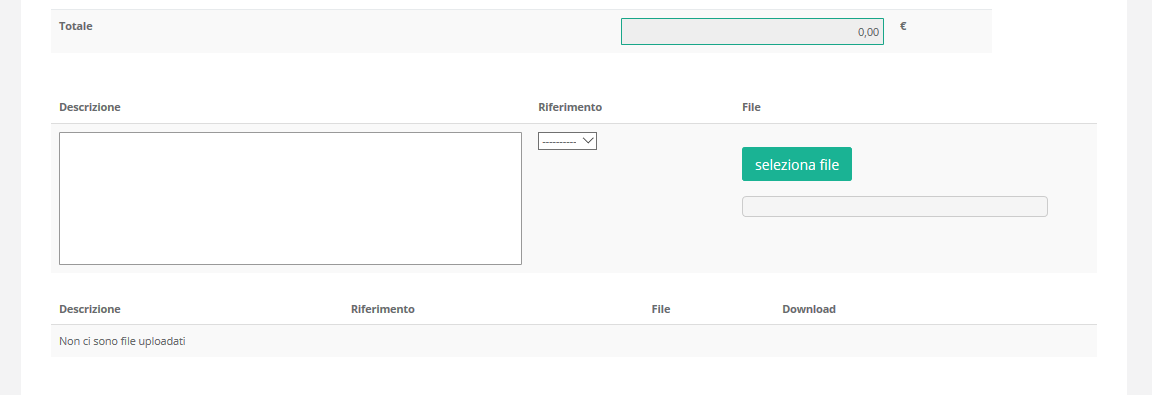 Totale 0,00 €
Descrizione Riferimento File
----------
seleziona file
Descrizione Riferimento File Download
Non ci sono file uploadati